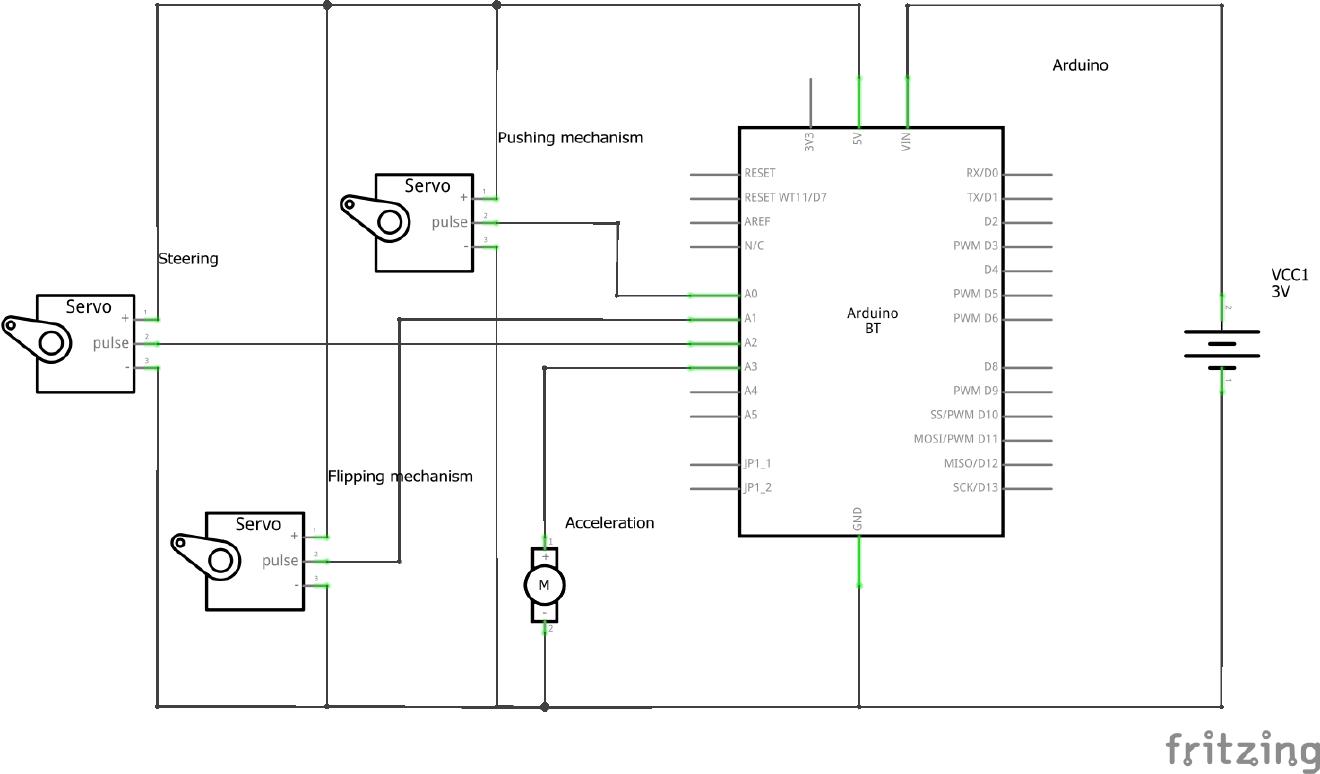 Arduino
3V3
5V
VIN
Pushing mechanism
Servo
+
1
pulse
2
-
3
RESET
RESET WT11/D7
AREF
N/C
A0
A1
A2
A3
A4
A5
JP1_1
JP1_2
RX/D0
TX/D1
D2
PWM D3
D4
PWM D5
PWM D6
D8
PWM D9
SS/PWM D10
MOSI/PWM D11
MISO/D12
SCK/D13
Arduino
BT
GND
Steering
Servo
+
1
pulse
2
-
3
VCC1
3V
2
1
Flipping mechanism
Servo
+
1
pulse
2
-
3
Acceleration
1
+
M
-
2
fritzing